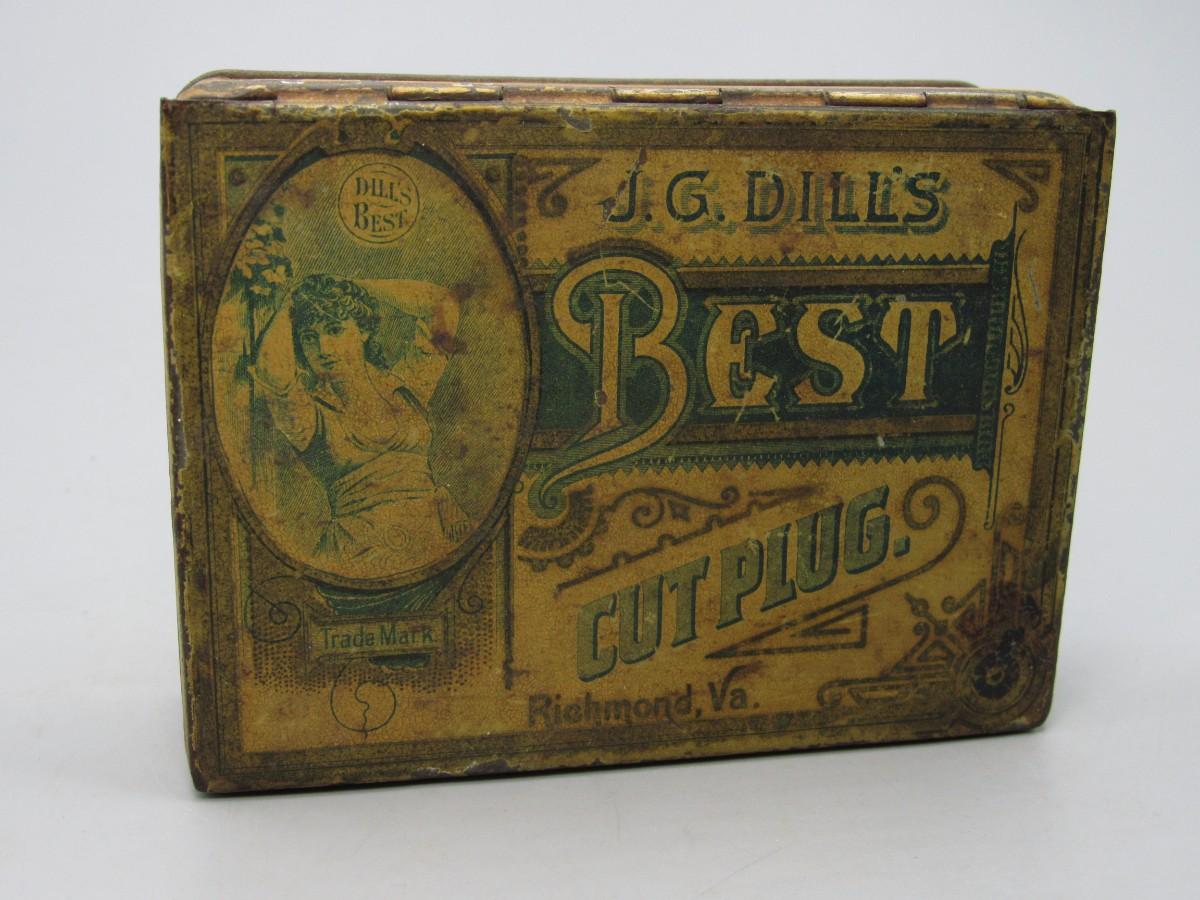 DILL'S
BEST
Trade Mark
J. G. DILL'S
BEST
CUT PLUG.
Richmond, Va.